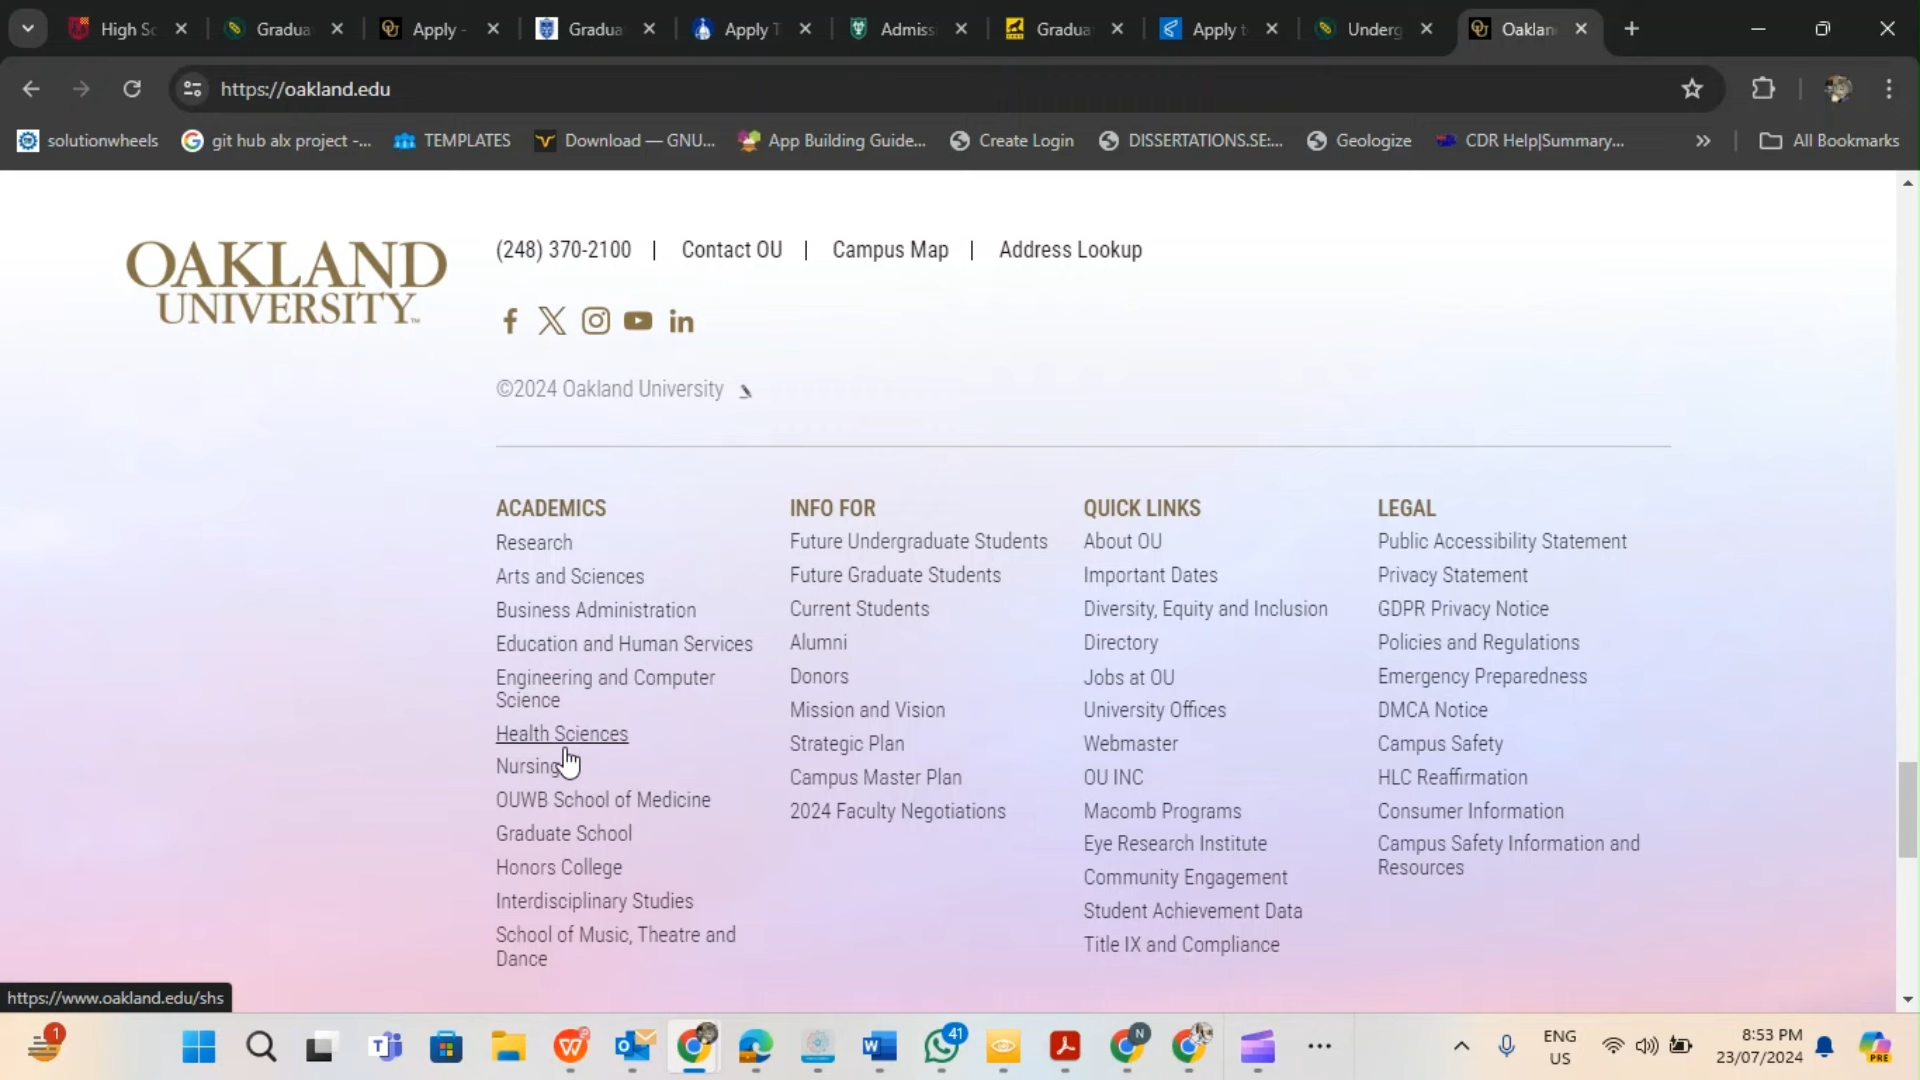 High Sc
Gradua
Apply -
Gradua
Apply T
Admiss
Gradua
Apply t
Underg
Oaklan
https://oakland.edu
solutionwheels
git hub alx project -...
TEMPLATES
Download — GNU...
App Building Guide...
Create Login
DISSERTATIONS.SE:...
Geologize
CDR Help|Summary...
All Bookmarks
OAKLAND
UNIVERSITY
(248) 370-2100 | Contact OU | Campus Map | Address Lookup
©2024 Oakland University
ACADEMICS
Research
Arts and Sciences
Business Administration
Education and Human Services
Engineering and Computer
Science
Health Sciences
Nursing
OUWB School of Medicine
Graduate School
Honors College
Interdisciplinary Studies
School of Music, Theatre and
Dance
INFO FOR
Future Undergraduate Students
Future Graduate Students
Current Students
Alumni
Donors
Mission and Vision
Strategic Plan
Campus Master Plan
2024 Faculty Negotiations
QUICK LINKS
About OU
Important Dates
Diversity, Equity and Inclusion
Directory
Jobs at OU
University Offices
Webmaster
OU INC
Macomb Programs
Eye Research Institute
Community Engagement
Student Achievement Data
Title IX and Compliance
LEGAL
Public Accessibility Statement
Privacy Statement
GDPR Privacy Notice
Policies and Regulations
Emergency Preparedness
DMCA Notice
Campus Safety
HLC Reaffirmation
Consumer Information
Campus Safety Information and
Resources
https://www.oakland.edu/shs
1
41
N
ENG
US
8:53 PM
23/07/2024
PRE